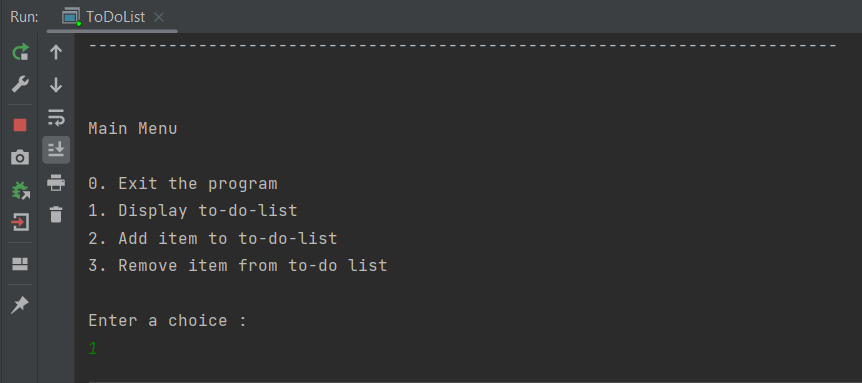 Run: ToDoList
---------------------------------------------------------------------------
Main Menu
0. Exit the program
1. Display to-do-list
2. Add item to to-do-list
3. Remove item from to-do list
Enter a choice :
1